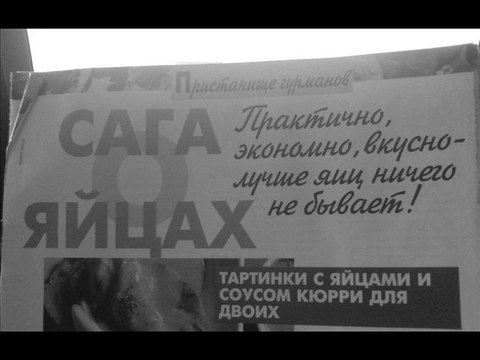 Пристанище гурманов
САГА
О
ЯЙЦАХ
Практично,
экономно, вкусно-
лучше яиц ничего
не бывает!
ТАРТИНКИ С ЯЙЦАМИ И
СОУСОМ КЮРРИ ДЛЯ
ДВОИХ